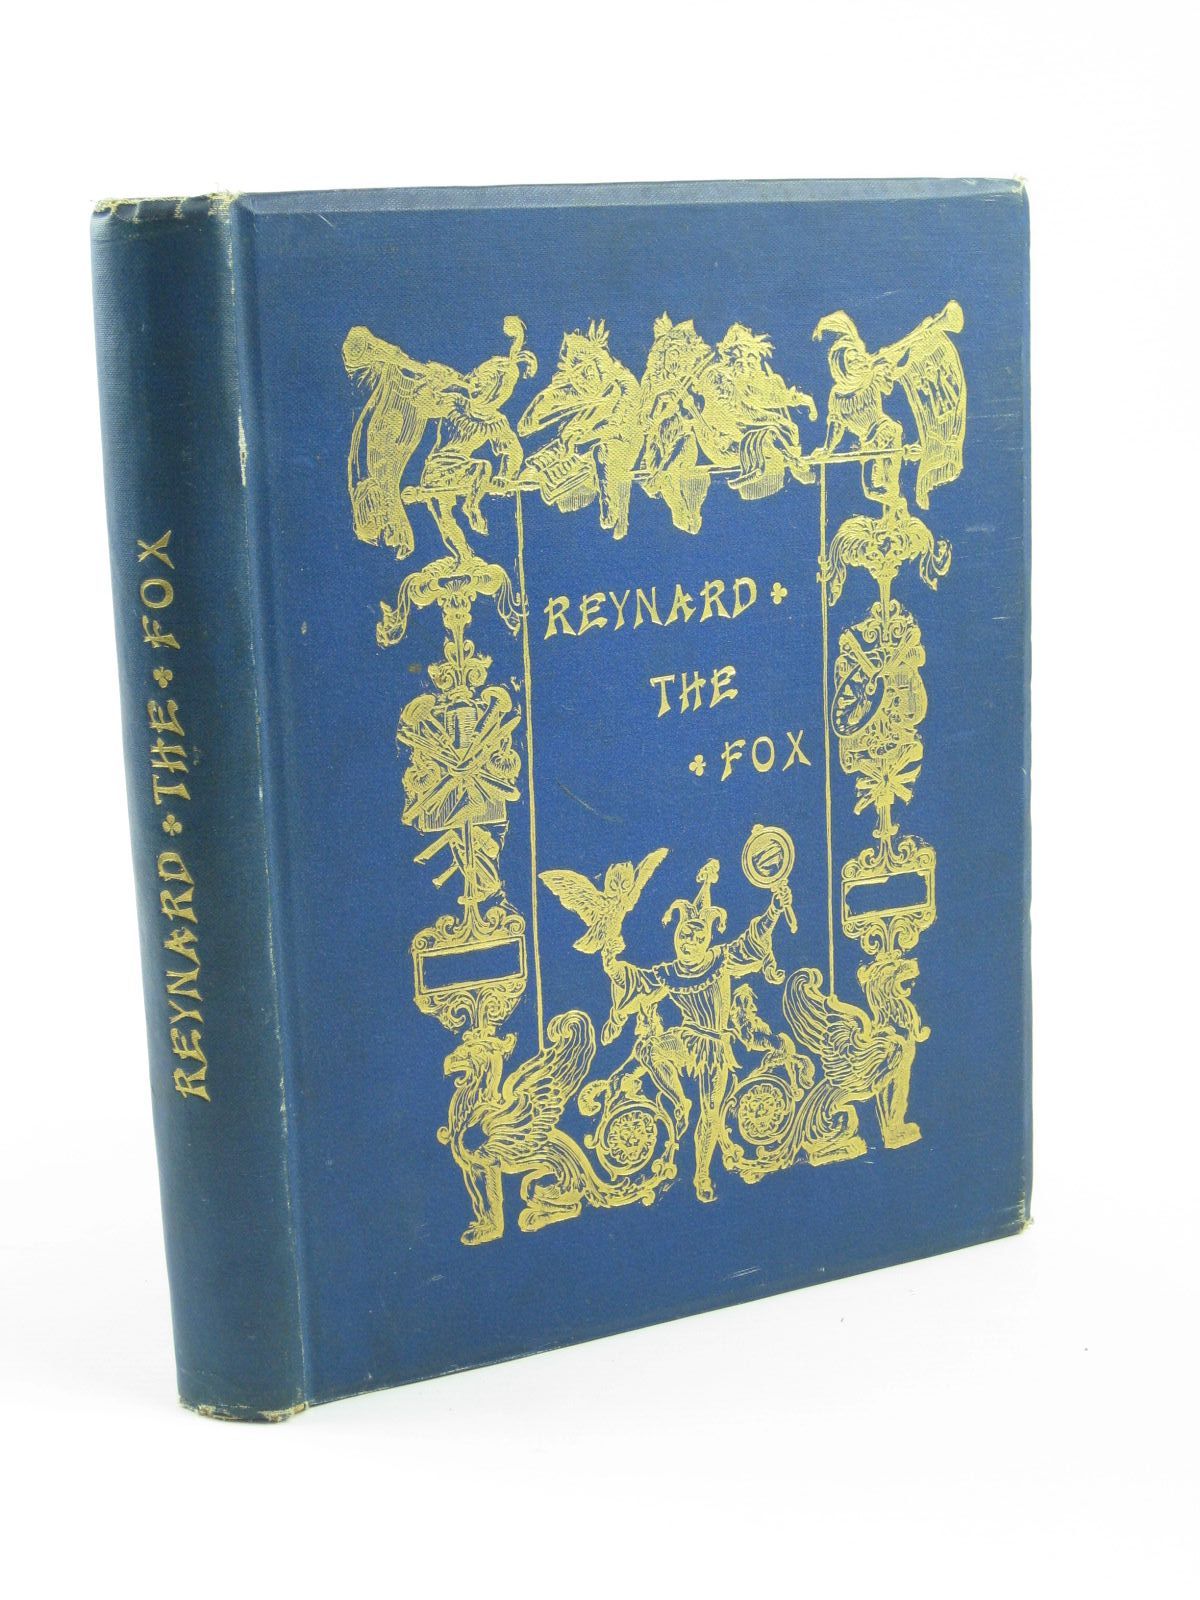 REYNARD
THE
FOX
REYNARD THE FOX